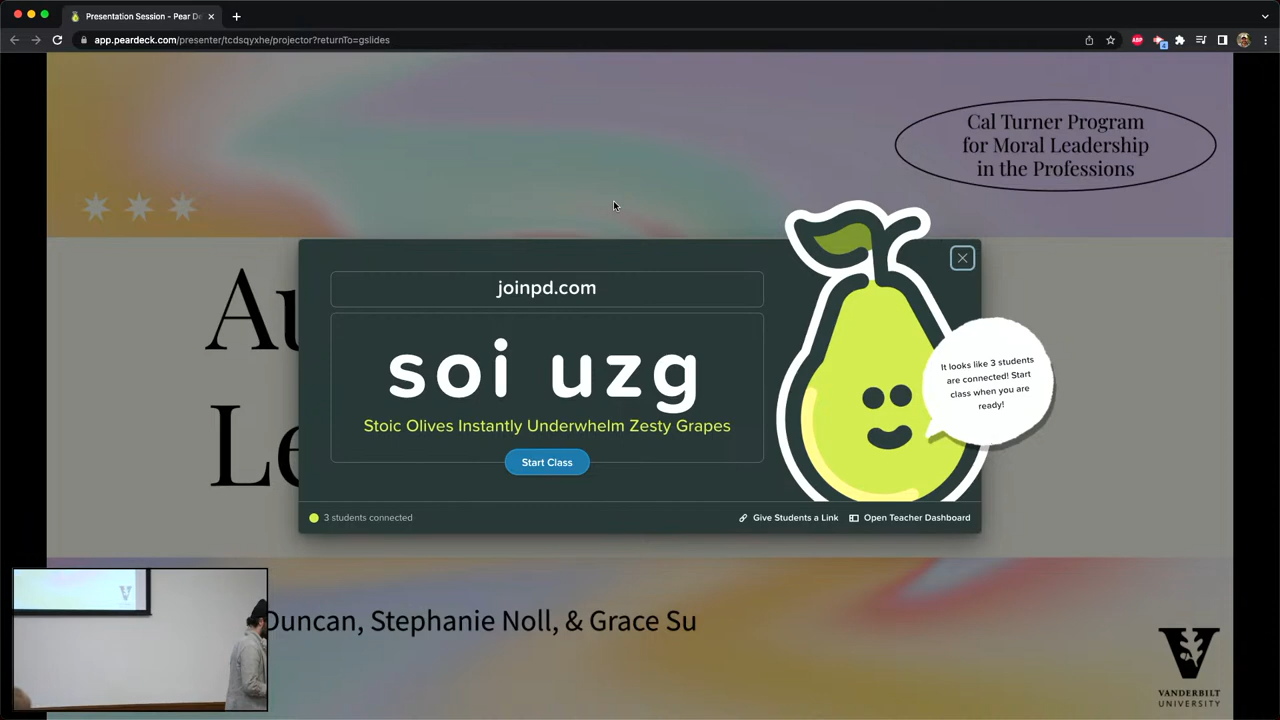 Presentation Session - Pear De
app.peardeck.com/presenter/tcdsqyxhe/projector?returnTo=gslides
ABP
4
Cal Turner Program
for Moral Leadership
in the Professions
joinpd.com
soi uzg
Stoic Olives Instantly Underwhelm Zesty Grapes
Start Class
It looks like 3 students
are connected! Start
class when you are
ready!
3 students connected
Give Students a Link
Open Teacher Dashboard
Au
Le
Duncan, Stephanie Noll, & Grace Su
V
VANDERBILT
UNIVERSITY